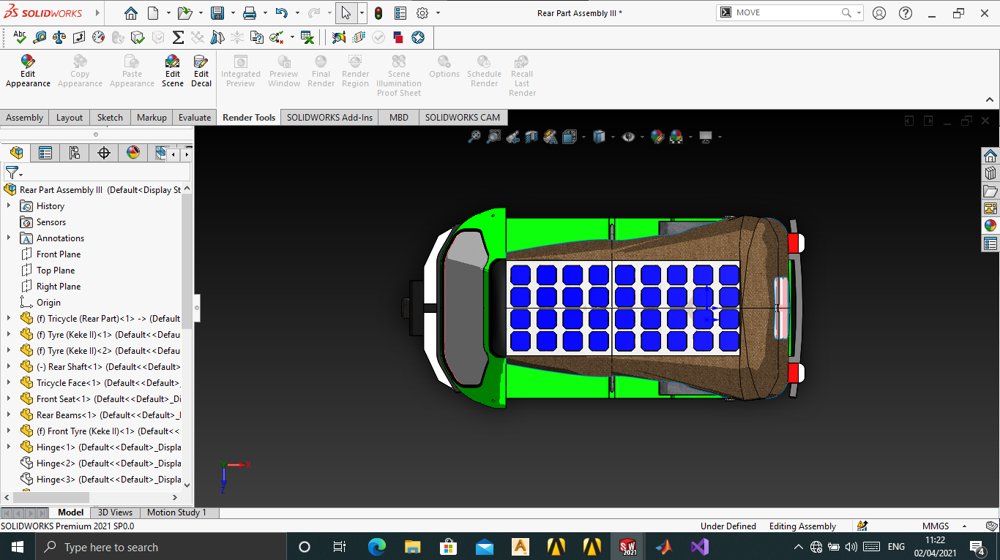 SOLIDWORKS
Rear Part Assembly III *
MOVE
Abc
Edit Appearance
Copy Appearance
Paste Appearance
Edit Scene
Edit Decal
Integrated Preview
Preview Window
Final Render
Render Region
Scene Illumination Proof Sheet
Options
Schedule Render
Recall Last Render
Assembly
Layout
Sketch
Markup
Evaluate
Render Tools
SOLIDWORKS Add-Ins
MBD
SOLIDWORKS CAM
Rear Part Assembly III (Default<Display St
History
Sensors
Annotations
Front Plane
Top Plane
Right Plane
Origin
(f) Tricycle (Rear Part)<1> -> (Default
(f) Tyre (Keke II)<1> (Default<<Defau
(f) Tyre (Keke II)<2> (Default<<Defau
(-) Rear Shaft<1> (Default<<Default>_
Tricycle Face<1> (Default<<Default>_
Front Seat<1> (Default<<Default>_Di
Rear Beams<1> (Default<<Default>_
(f) Front Tyre (Keke II)<1> (Default<<
Hinge<1> (Default<<Default>_Displa
Hinge<2> (Default<<Default>_Displa
Hinge<3> (Default<<Default>_Displa
Y
X
Z
Model
3D Views
Motion Study 1
SOLIDWORKS Premium 2021 SP0.0
Under Defined
Editing Assembly
MMGS
Type here to search
SW
2021
ENG
11:22
02/04/2021
4